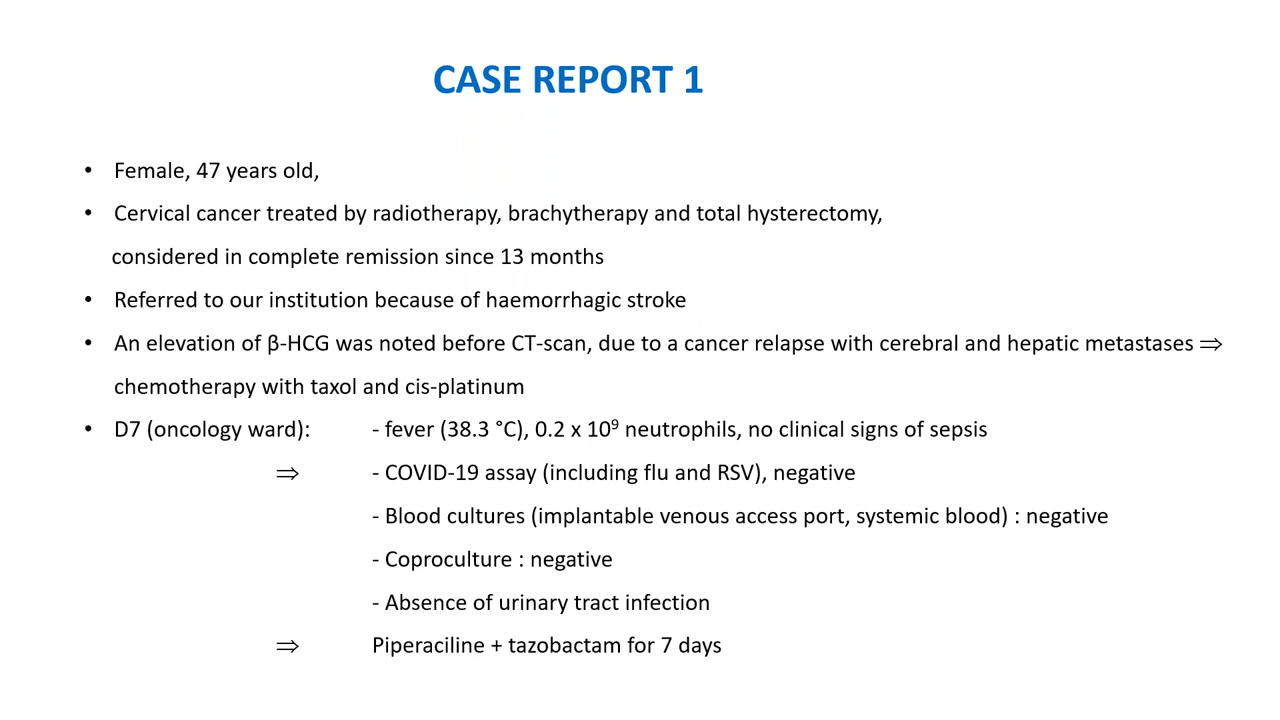 CASE REPORT 1
• Female, 47 years old,
• Cervical cancer treated by radiotherapy, brachytherapy and total hysterectomy,
considered in complete remission since 13 months
• Referred to our institution because of haemorrhagic stroke
• An elevation of β-HCG was noted before CT-scan, due to a cancer relapse with cerebral and hepatic metastases ⇒
chemotherapy with taxol and cis-platinum
• D7 (oncology ward): - fever (38.3 °C), 0.2 x 10⁹ neutrophils, no clinical signs of sepsis
⇒ - COVID-19 assay (including flu and RSV), negative
- Blood cultures (implantable venous access port, systemic blood) : negative
- Coproculture : negative
- Absence of urinary tract infection
⇒ Piperaciline + tazobactam for 7 days